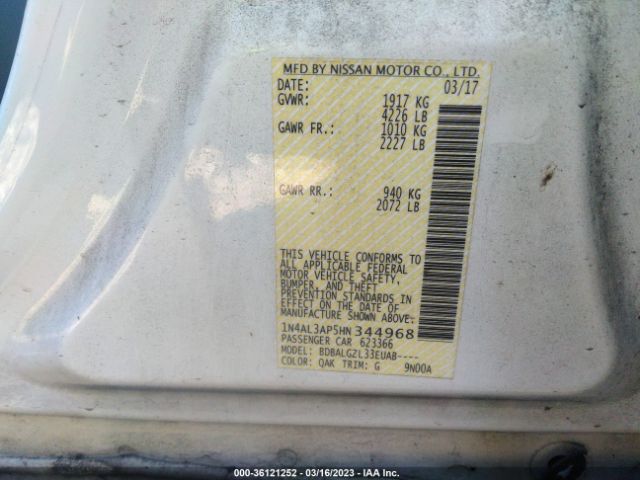 MFD BY NISSAN MOTOR CO., LTD.
DATE: 03/17
GVWR: 1917 KG
4226 LB
GAWR FR.: 1010 KG
2227 LB
GAWR RR.: 940 KG
2072 LB
THIS VEHICLE CONFORMS TO
ALL APPLICABLE FEDERAL
MOTOR VEHICLE SAFETY,
BUMPER, AND THEFT
PREVENTION STANDARDS IN
EFFECT ON THE DATE OF
MANUFACTURE SHOWN ABOVE.
1N4AL3AP5HN344968
PASSENGER CAR 623366
MODEL: BDBALGZL33EUAB----
COLOR: QAK TRIM: G 9N00A
000-36121252 - 03/16/2023 - IAA Inc.